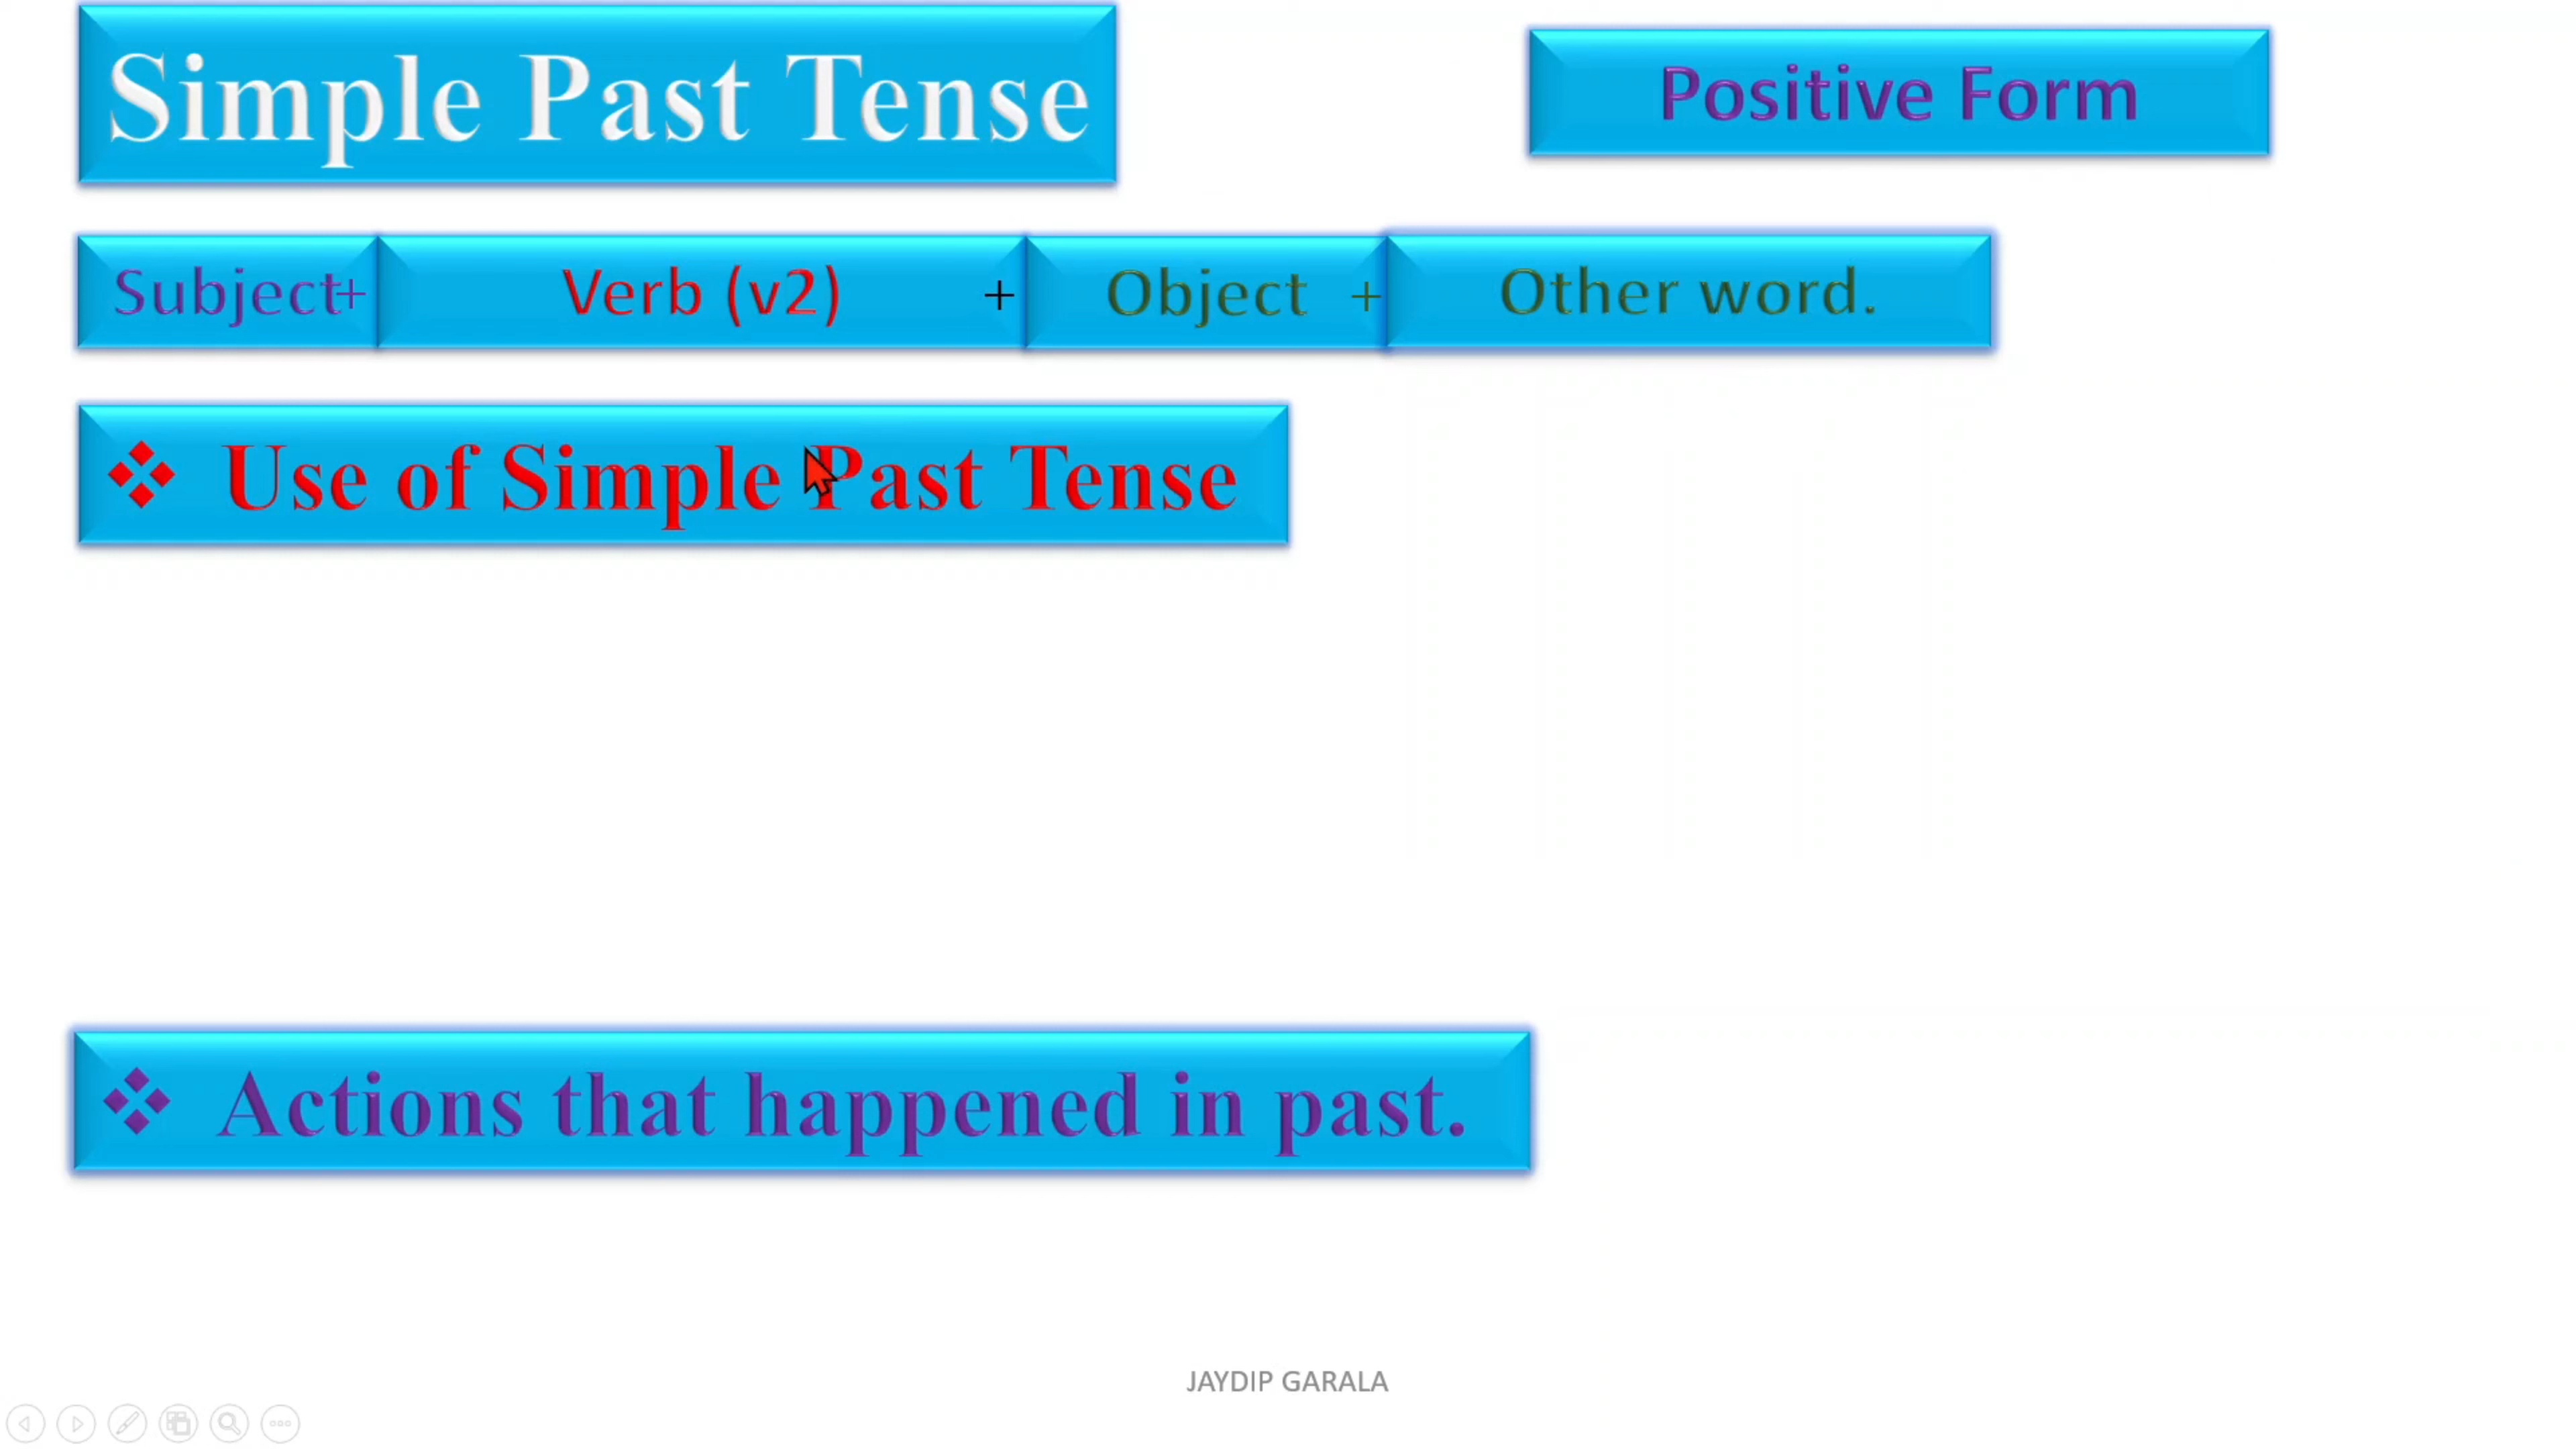 Simple Past Tense
Positive Form
Subject+ Verb (v2) + Object + Other word.
❖ Use of Simple Past Tense
❖ Actions that happened in past.
JAYDIP GARALA